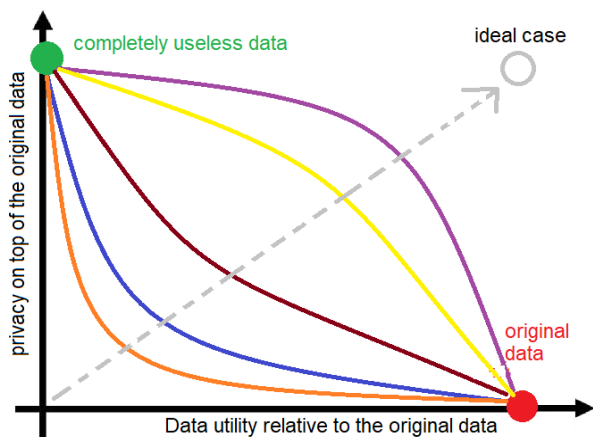 completely useless data
ideal case
privacy on top of the original data
original
data
Data utility relative to the original data